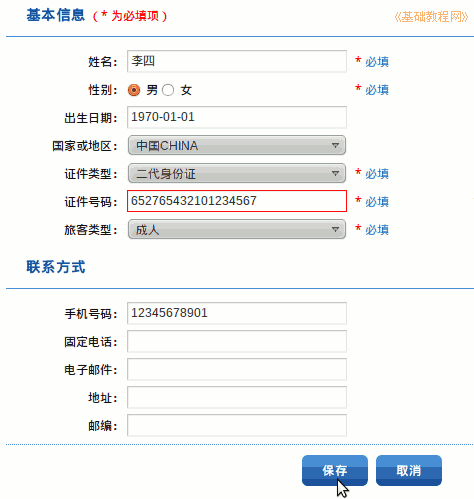 基本信息（* 为必填项） 《基础教程网》
姓名： 李四 * 必填
性别： 男 女 * 必填
出生日期： 1970-01-01
国家或地区： 中国CHINA
证件类型： 二代身份证 * 必填
证件号码： 652765432101234567 * 必填
旅客类型： 成人 * 必填
联系方式
手机号码： 12345678901
固定电话：
电子邮件：
地址：
邮编：
保存 取消